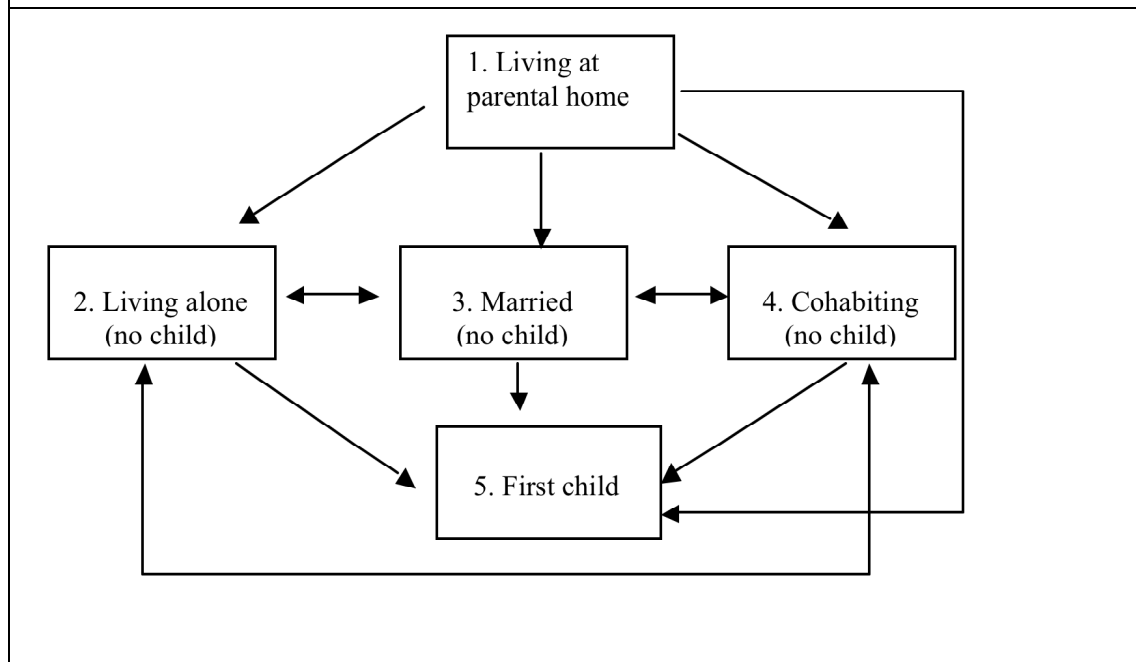 1. Living at
parental home
2. Living alone
(no child)
3. Married
(no child)
4. Cohabiting
(no child)
5. First child